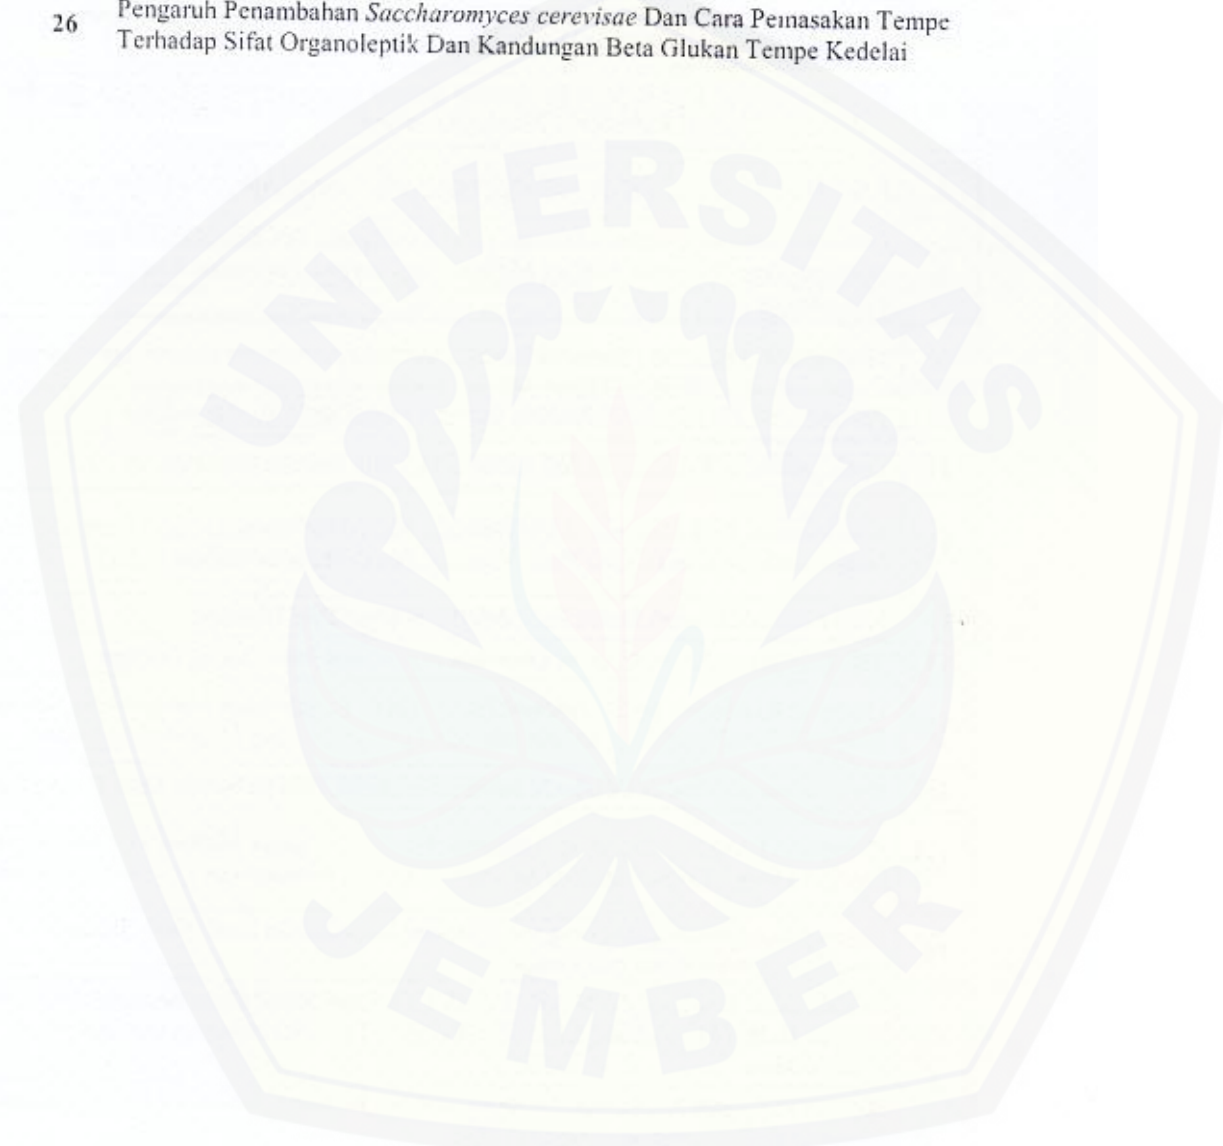 26 Pengaruh Penambahan Saccharomyces cerevisae Dan Cara Pemasakan Tempe
Terhadap Sifat Organoleptik Dan Kandungan Beta Glukan Tempe Kedelai
UNIVERSITAS
JEMBER